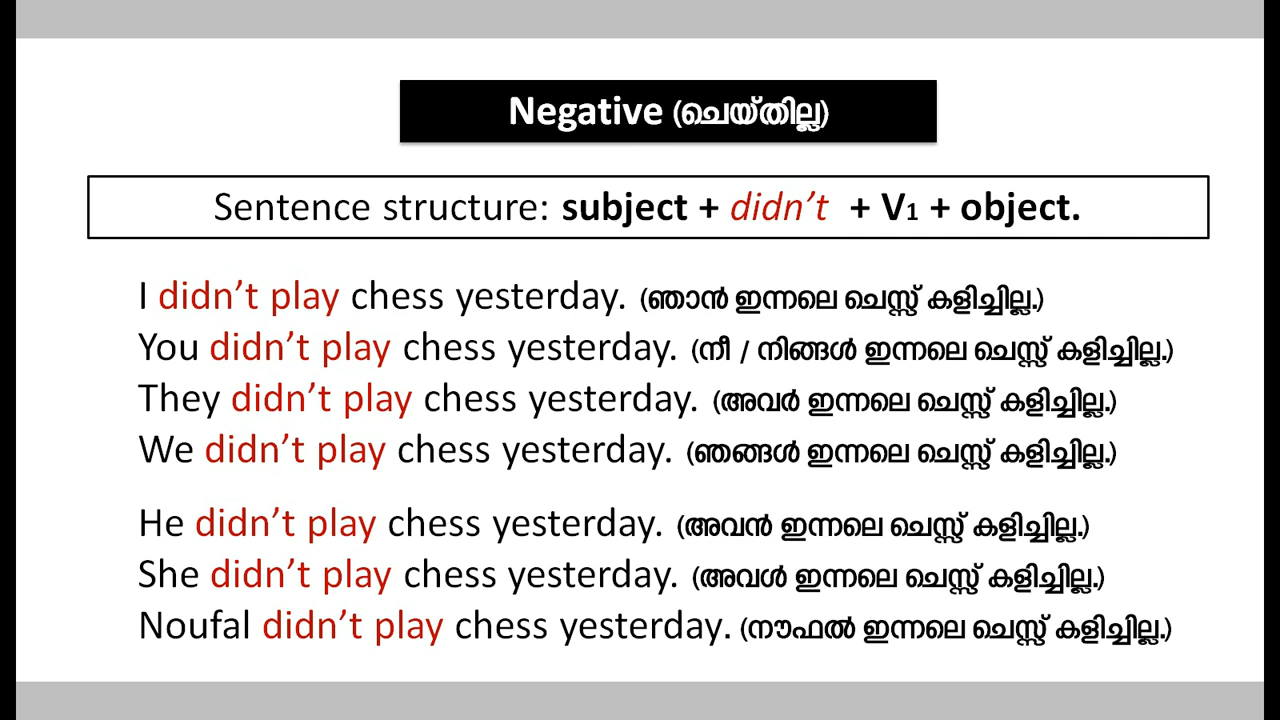 Negative (ചെയ്തില്ല)
Sentence structure: subject + didn’t + V₁ + object.
I didn’t play chess yesterday. (ഞാൻ ഇന്നലെ ചെസ്സ് കളിച്ചില്ല.)
You didn’t play chess yesterday. (നീ / നിങ്ങൾ ഇന്നലെ ചെസ്സ് കളിച്ചില്ല.)
They didn’t play chess yesterday. (അവർ ഇന്നലെ ചെസ്സ് കളിച്ചില്ല.)
We didn’t play chess yesterday. (ഞങ്ങൾ ഇന്നലെ ചെസ്സ് കളിച്ചില്ല.)
He didn’t play chess yesterday. (അവൻ ഇന്നലെ ചെസ്സ് കളിച്ചില്ല.)
She didn’t play chess yesterday. (അവൾ ഇന്നലെ ചെസ്സ് കളിച്ചില്ല.)
Noufal didn’t play chess yesterday. (നൗഫൽ ഇന്നലെ ചെസ്സ് കളിച്ചില്ല.)